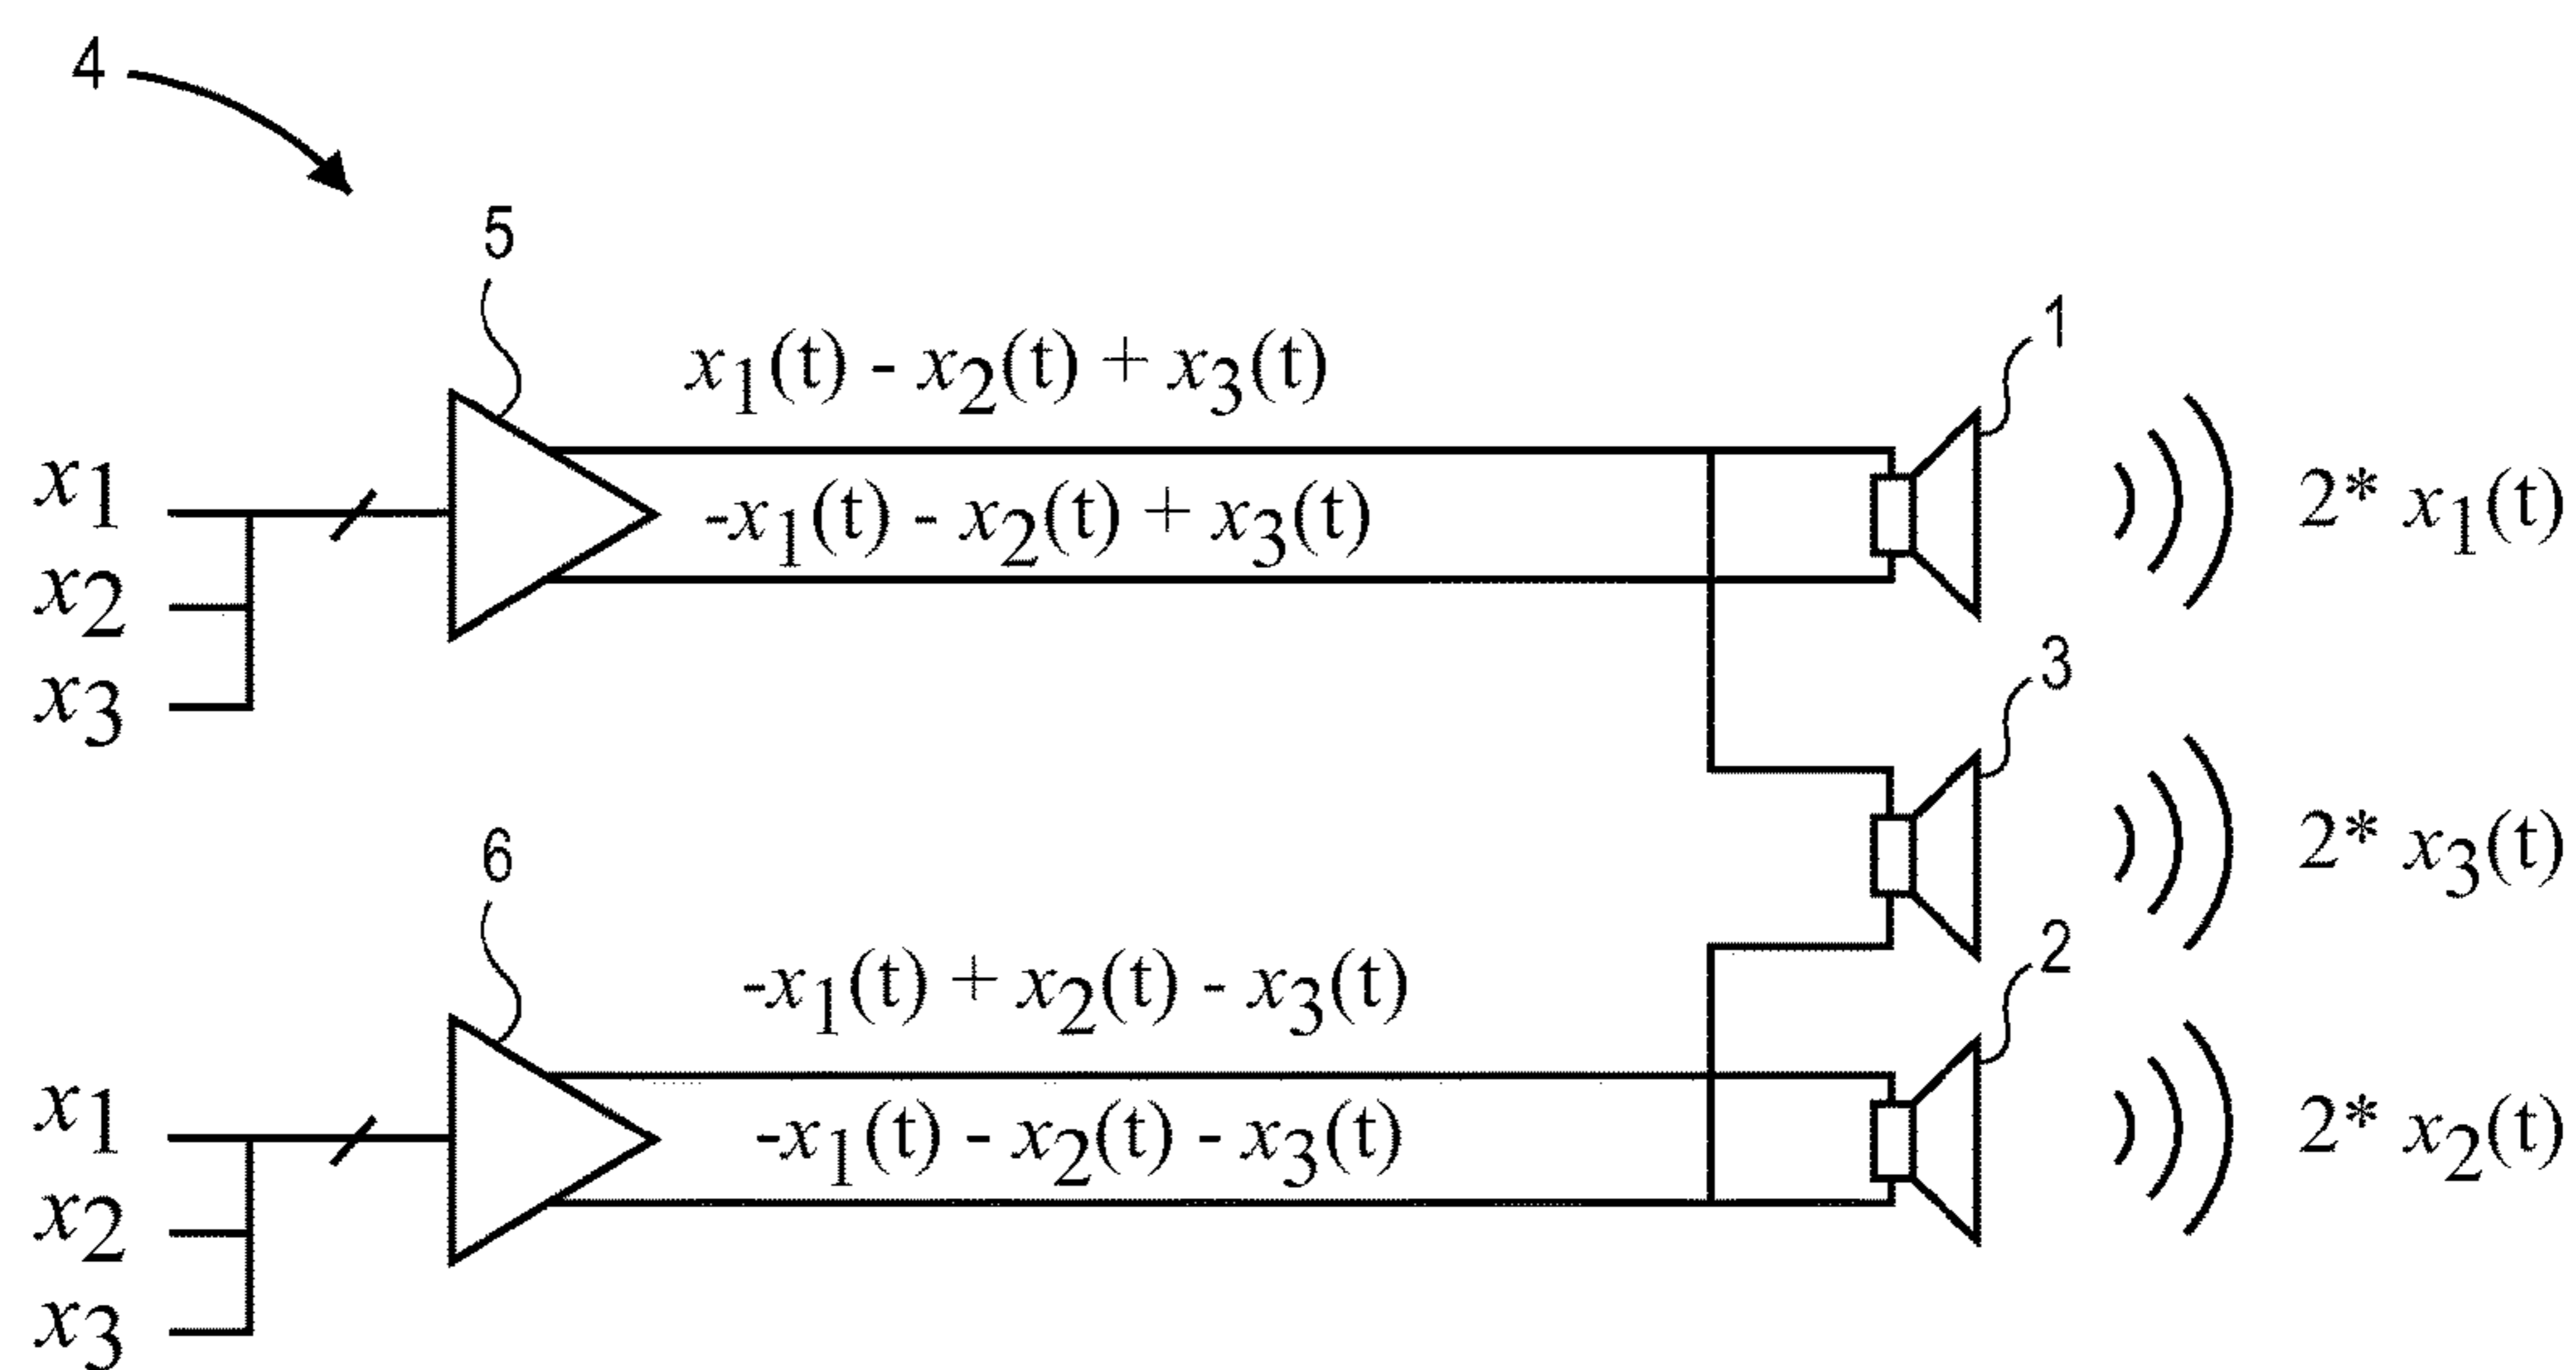 4
5
x1(t) - x2(t) + x3(t)
1
x1
-x1(t) - x2(t) + x3(t)
2* x1(t)
x2
x3
3
6
2* x3(t)
-x1(t) + x2(t) - x3(t)
2
x1
-x1(t) - x2(t) - x3(t)
2* x2(t)
x2
x3